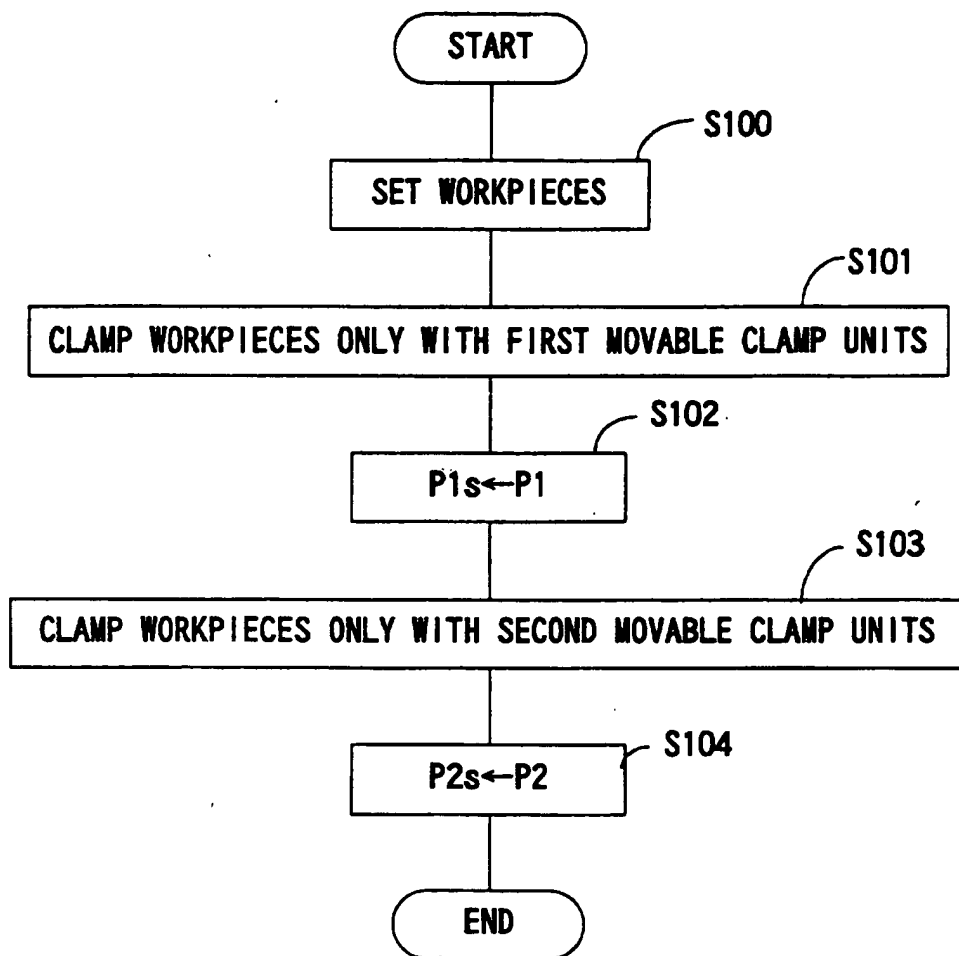 START
S100
SET WORKPIECES
S101
CLAMP WORKPIECES ONLY WITH FIRST MOVABLE CLAMP UNITS
S102
P1s←P1
S103
CLAMP WORKPIECES ONLY WITH SECOND MOVABLE CLAMP UNITS
S104
P2s←P2
END